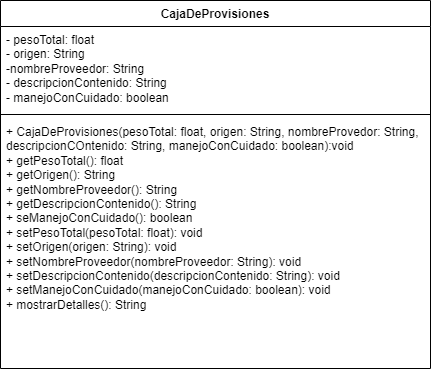 CajaDeProvisiones
- pesoTotal: float
- origen: String
-nombreProveedor: String
- descripcionContenido: String
- manejoConCuidado: boolean
+ CajaDeProvisiones(pesoTotal: float, origen: String, nombreProvedor: String,
descripcionCOntenido: String, manejoConCuidado: boolean):void
+ getPesoTotal(): float
+ getOrigen(): String
+ getNombreProveedor(): String
+ getDescripcionContenido(): String
+ seManejoConCuidado(): boolean
+ setPesoTotal(pesoTotal: float): void
+ setOrigen(origen: String): void
+ setNombreProveedor(nombreProveedor: String): void
+ setDescripcionContenido(descripcionContenido: String): void
+ setManejoConCuidado(manejoConCuidado: boolean): void
+ mostrarDetalles(): String